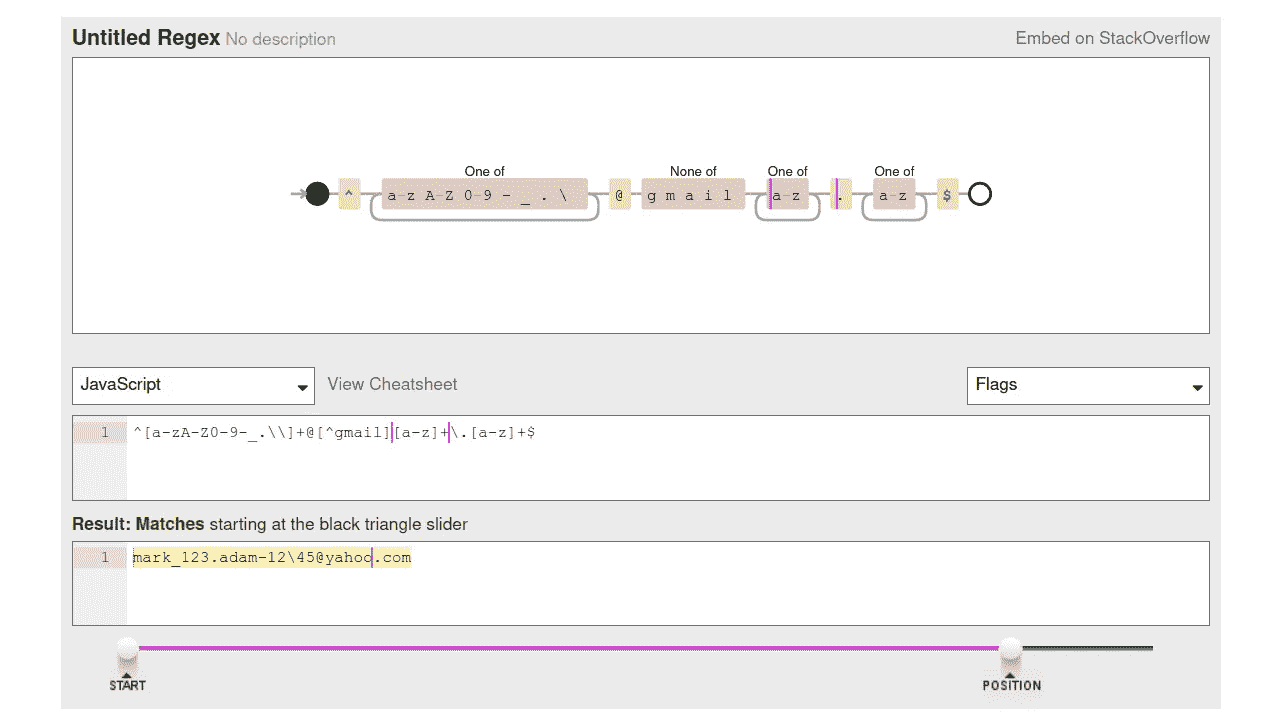 Untitled Regex No description Embed on StackOverflow
One of None of One of One of
^ a-z A-Z 0-9 - _ . \ @ g m a i l a-z . a-z $
JavaScript View Cheatsheet Flags
1 ^[a-zA-Z0-9-_.\\]+@[^gmail][a-z]+\.[a-z]+$
Result: Matches starting at the black triangle slider
1 mark_123.adam-12\45@yahoo.com
START POSITION